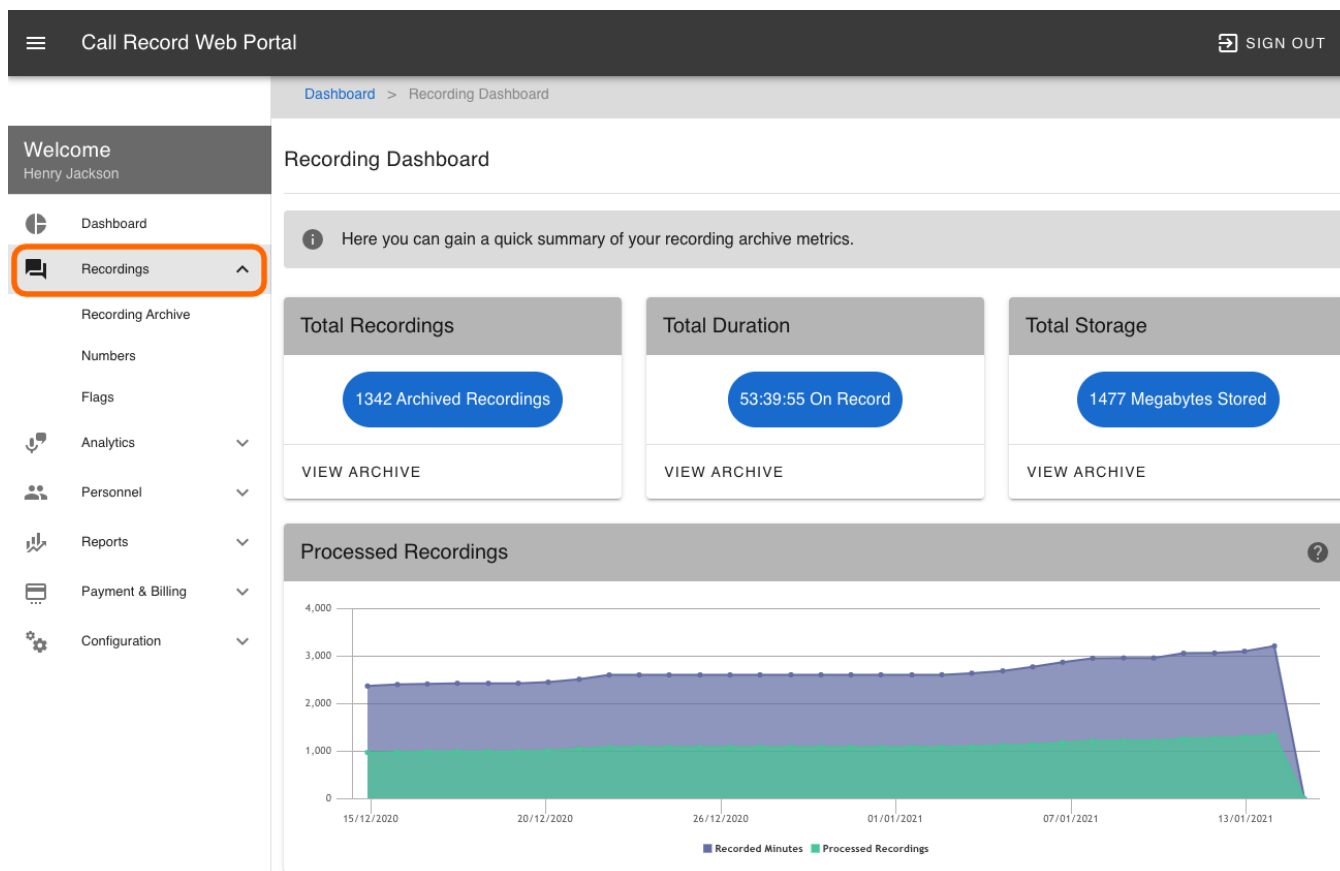 Call Record Web Portal
SIGN OUT
Dashboard > Recording Dashboard
Welcome
Henry Jackson
Dashboard
Recordings
Recording Archive
Numbers
Flags
Analytics
Personnel
Reports
Payment & Billing
Configuration
Recording Dashboard
Here you can gain a quick summary of your recording archive metrics.
Total Recordings
1342 Archived Recordings
VIEW ARCHIVE
Total Duration
53:39:55 On Record
VIEW ARCHIVE
Total Storage
1477 Megabytes Stored
VIEW ARCHIVE
Processed Recordings
4,000
3,000
2,000
1,000
0
15/12/2020 20/12/2020 26/12/2020 01/01/2021 07/01/2021 13/01/2021
Recorded Minutes Processed Recordings